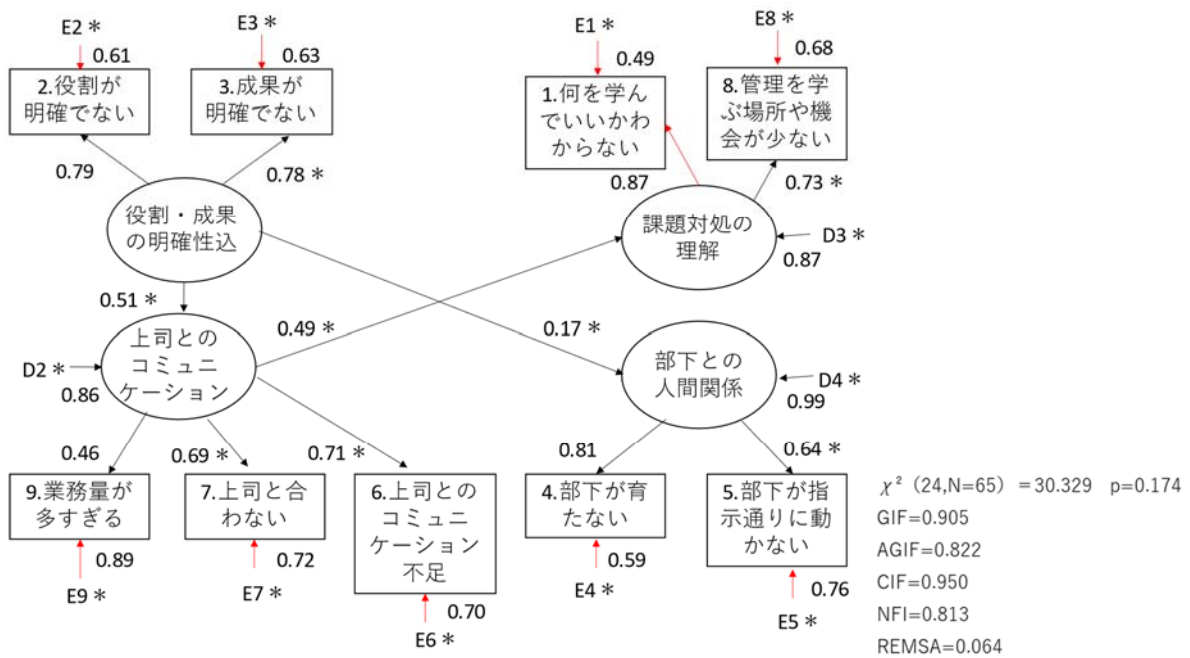 E2 *
E3 *
E1 *
E8 *
0.61
0.63
0.49
0.68
2.役割が
明確でない
3.成果が
明確でない
1.何を学ん
でいいかわ
からない
8.管理を学
ぶ場所や機
会が少ない
0.79
0.78 *
0.87
0.73 *
役割・成果
の明確性込
課題対処の
理解
D3 *
0.87
0.51 *
0.49 *
0.17 *
上司との
コミュニ
ケーション
部下との
人間関係
D2 *
0.86
D4 *
0.99
0.46
0.69 *
0.71 *
0.81
0.64 *
9.業務量が
多すぎる
7.上司と合
わない
6.上司との
コミュニ
ケーション
不足
4.部下が育
たない
5.部下が指
示通りに動
かない
0.89
0.72
0.70
0.59
0.76
E9 *
E7 *
E6 *
E4 *
E5 *
χ²（24,N=65）＝30.329 p=0.174
GIF=0.905
AGIF=0.822
CIF=0.950
NFI=0.813
REMSA=0.064